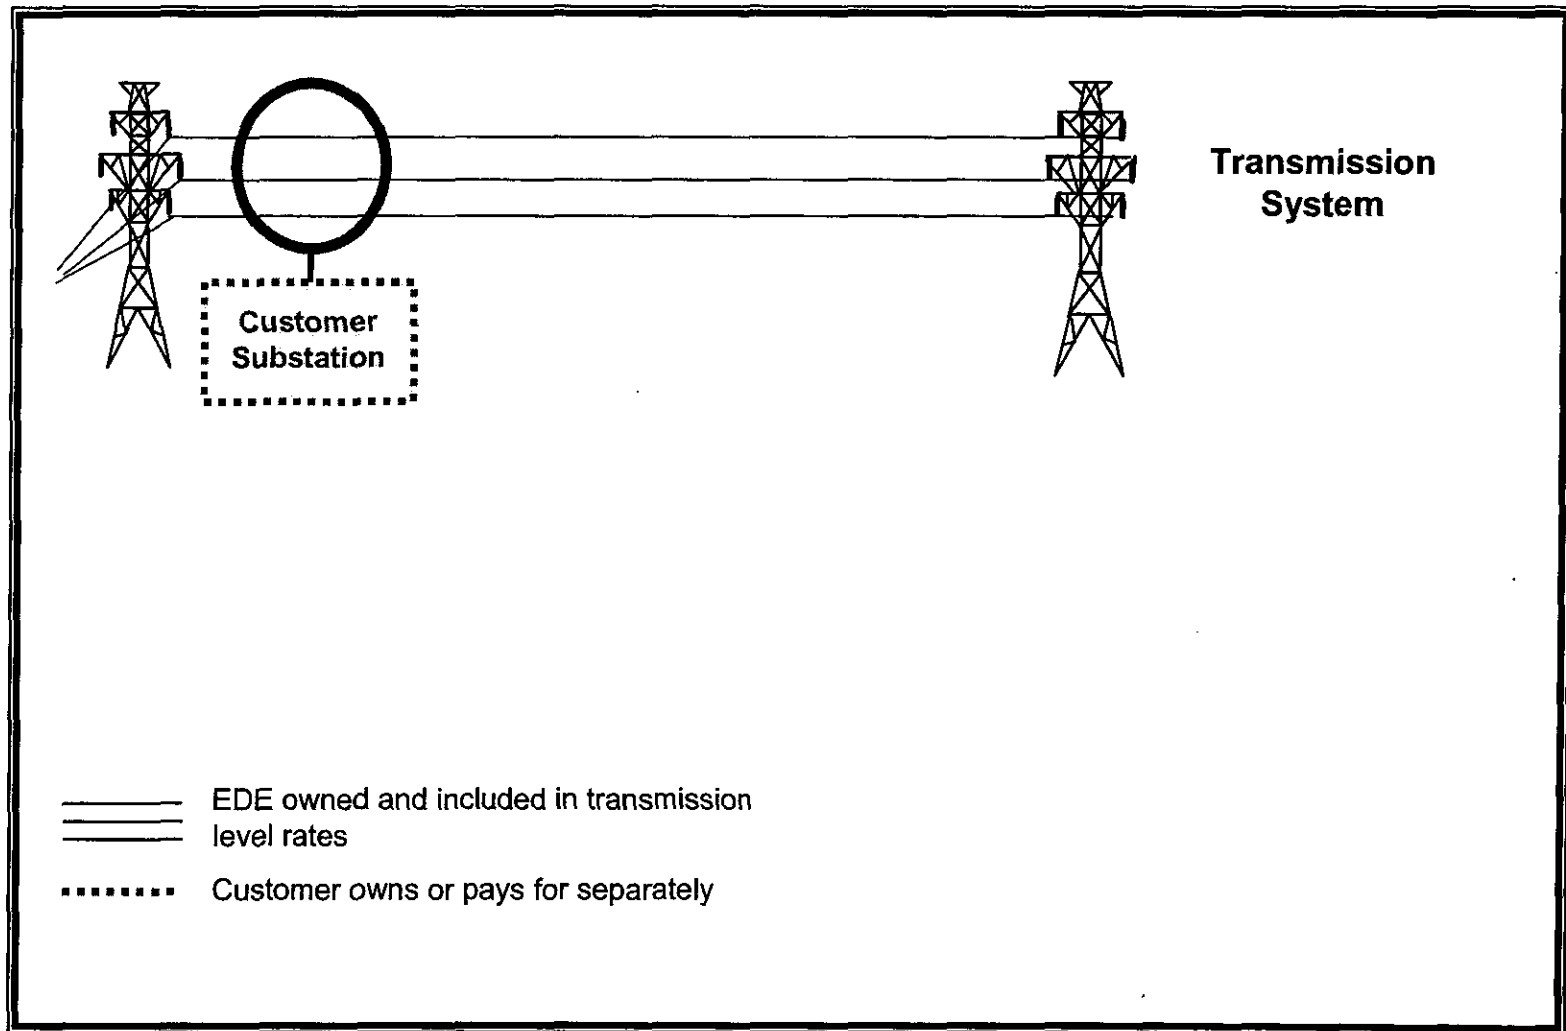 Transmission
System
Customer
Substation
EDE owned and included in transmission
level rates
Customer owns or pays for separately